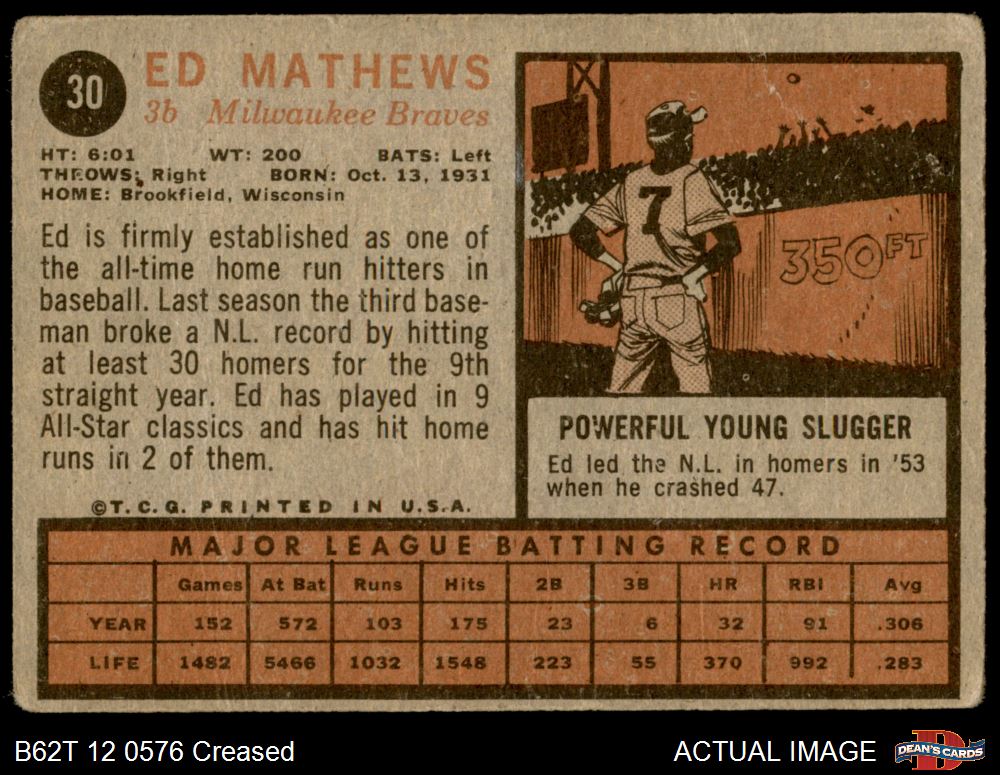 30
ED MATHEWS
3b Milwaukee Braves
HT: 6:01 WT: 200 BATS: Left
THROWS: Right BORN: Oct. 13, 1931
HOME: Brookfield, Wisconsin
Ed is firmly established as one of
the all-time home run hitters in
baseball. Last season the third base-
man broke a N.L. record by hitting
at least 30 homers for the 9th
straight year. Ed has played in 9
All-Star classics and has hit home
runs in 2 of them.
©T.C.G. PRINTED IN U.S.A.
7
350FT
POWERFUL YOUNG SLUGGER
Ed led the N.L. in homers in '53
when he crashed 47.
MAJOR LEAGUE BATTING RECORD
Games At Bat Runs Hits 2B 3B HR RBI Avg
YEAR 152 572 103 175 23 6 32 91 .306
LIFE 1482 5466 1032 1548 223 55 370 992 .283
B62T 12 0576 Creased
ACTUAL IMAGE
DEAN'S CARDS